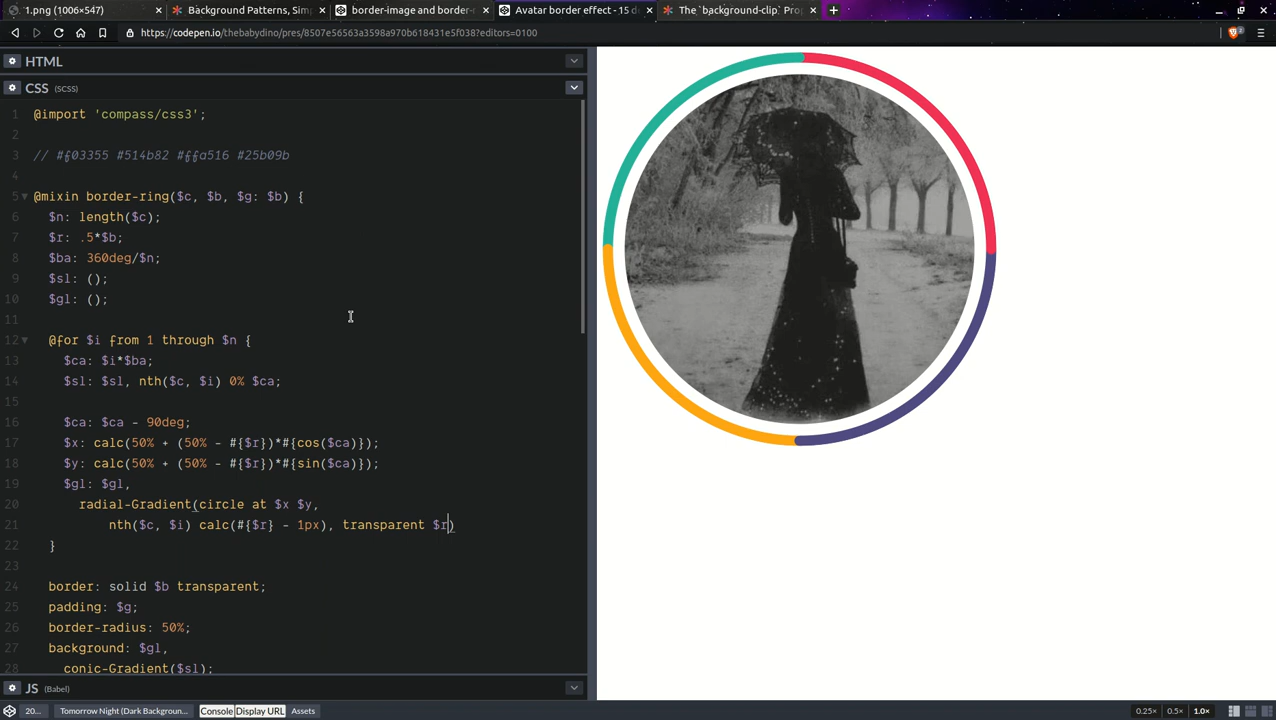 1.png (1006×547)
Background Patterns, Simp
border-image and border-r
Avatar border effect - 15 de
The `background-clip` Prop
https://codepen.io/thebabydino/pres/8507e56563a3598a970b618431e5f038?editors=0100
2
HTML
CSS (SCSS)
1 @import 'compass/css3';
2
3 // #f03355 #514b82 #ffa516 #25b09b
4
5 @mixin border-ring($c, $b, $g: $b) {
6 $n: length($c);
7 $r: .5*$b;
8 $ba: 360deg/$n;
9 $sl: ();
10 $gl: ();
11
12 @for $i from 1 through $n {
13 $ca: $i*$ba;
14 $sl: $sl, nth($c, $i) 0% $ca;
15
16 $ca: $ca - 90deg;
17 $x: calc(50% + (50% - #{$r})*#{cos($ca)});
18 $y: calc(50% + (50% - #{$r})*#{sin($ca)});
19 $gl: $gl,
20 radial-Gradient(circle at $x $y,
21 nth($c, $i) calc(#{$r} - 1px), transparent $r)
22 }
23
24 border: solid $b transparent;
25 padding: $g;
26 border-radius: 50%;
27 background: $gl,
28 conic-Gradient($sl);
JS (Babel)
20... Tomorrow Night (Dark Backgroun... Console Display URL Assets 0.25× 0.5× 1.0×